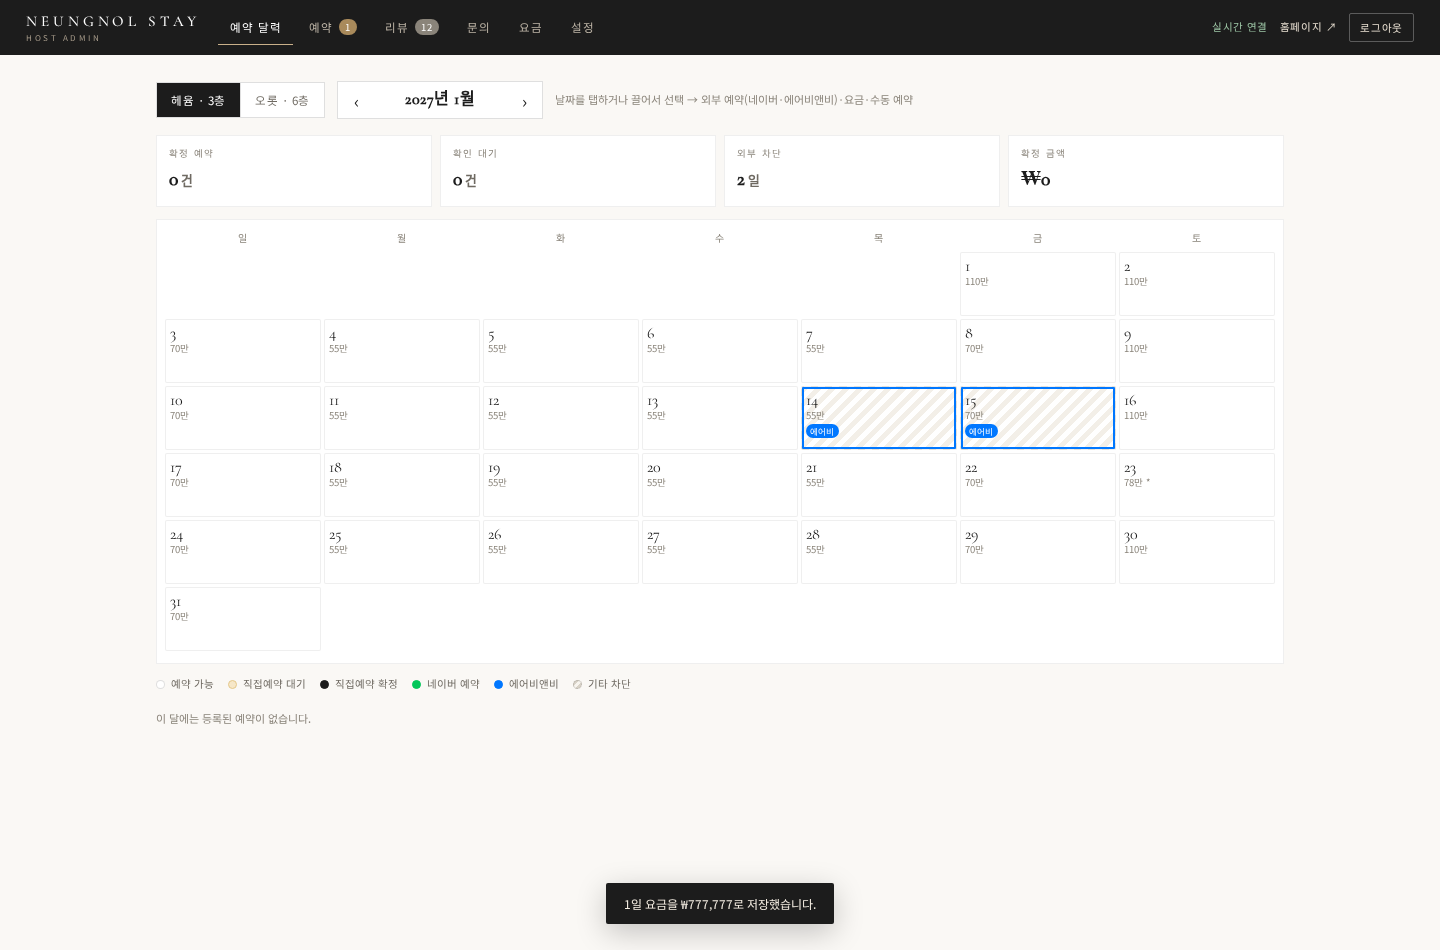 NEUNGNOL STAY
HOST ADMIN
예약 달력
예약 1
리뷰 12
문의
요금
설정
실시간 연결
홈페이지 ↗
로그아웃
헤윰 · 3층
오롯 · 6층
‹ 2027년 1월 ›
날짜를 탭하거나 끌어서 선택 → 외부 예약(네이버·에어비앤비)·요금·수동 예약
확정 예약
0건
확인 대기
0건
외부 차단
2일
확정 금액
₩0
일 월 화 수 목 금 토
1
110만
2
110만
3
70만
4
55만
5
55만
6
55만
7
55만
8
70만
9
110만
10
70만
11
55만
12
55만
13
55만
14
55만
에어비
15
70만
에어비
16
110만
17
70만
18
55만
19
55만
20
55만
21
55만
22
70만
23
78만 *
24
70만
25
55만
26
55만
27
55만
28
55만
29
70만
30
110만
31
70만
예약 가능
직접예약 대기
직접예약 확정
네이버 예약
에어비앤비
기타 차단
이 달에는 등록된 예약이 없습니다.
1일 요금을 ₩777,777로 저장했습니다.